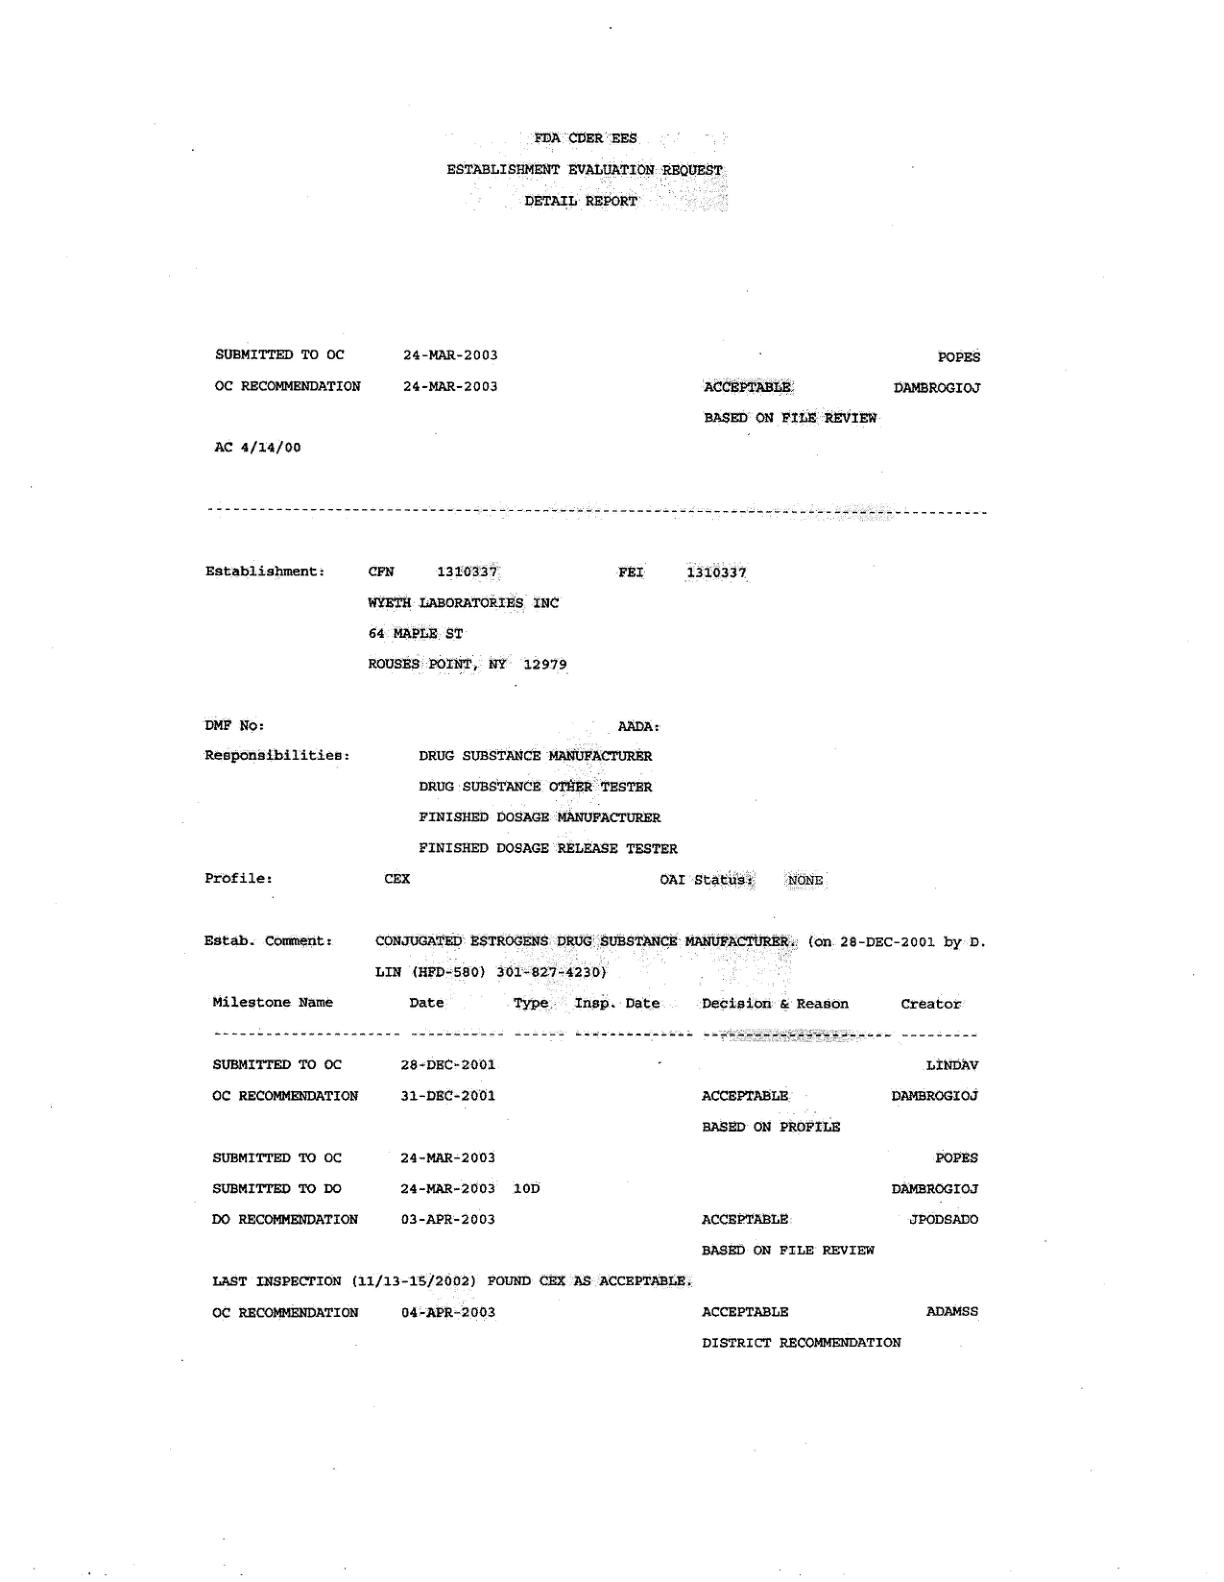 FDA CDER EES
ESTABLISHMENT EVALUATION REQUEST
DETAIL REPORT
SUBMITTED TO OC 24-MAR-2003 POPES
OC RECOMMENDATION 24-MAR-2003 ACCEPTABLE DAMBROGIOJ
BASED ON FILE REVIEW
AC 4/14/00
--------------------------------------------------------------------------------
Establishment: CFN 1310337 FEI 1310337
WYETH LABORATORIES INC
64 MAPLE ST
ROUSES POINT, NY 12979
DMF No: AADA:
Responsibilities: DRUG SUBSTANCE MANUFACTURER
DRUG SUBSTANCE OTHER TESTER
FINISHED DOSAGE MANUFACTURER
FINISHED DOSAGE RELEASE TESTER
Profile: CEX OAI Status: NONE
Estab. Comment: CONJUGATED ESTROGENS DRUG SUBSTANCE MANUFACTURER. (on 28-DEC-2001 by D.
LIN (HFD-580) 301-827-4230)
Milestone Name Date Type Insp. Date Decision & Reason Creator
--------------------- ----------- ------ -------------- ---------------------- ---------
SUBMITTED TO OC 28-DEC-2001 LINDAV
OC RECOMMENDATION 31-DEC-2001 ACCEPTABLE DAMBROGIOJ
BASED ON PROFILE
SUBMITTED TO OC 24-MAR-2003 POPES
SUBMITTED TO DO 24-MAR-2003 10D DAMBROGIOJ
DO RECOMMENDATION 03-APR-2003 ACCEPTABLE JPODSADO
BASED ON FILE REVIEW
LAST INSPECTION (11/13-15/2002) FOUND CEX AS ACCEPTABLE.
OC RECOMMENDATION 04-APR-2003 ACCEPTABLE ADAMSS
DISTRICT RECOMMENDATION